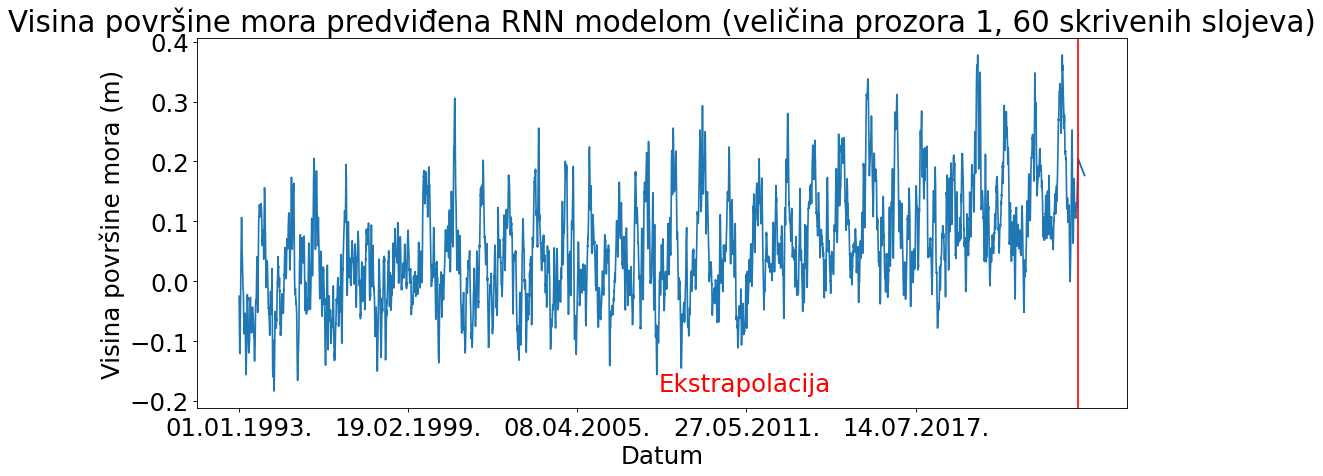 Visina površine mora predviđena RNN modelom (veličina prozora 1, 60 skrivenih slojeva)
Visina površine mora (m)
0.4
0.3
0.2
0.1
0.0
−0.1
−0.2
Ekstrapolacija
01.01.1993. 19.02.1999. 08.04.2005. 27.05.2011. 14.07.2017.
Datum